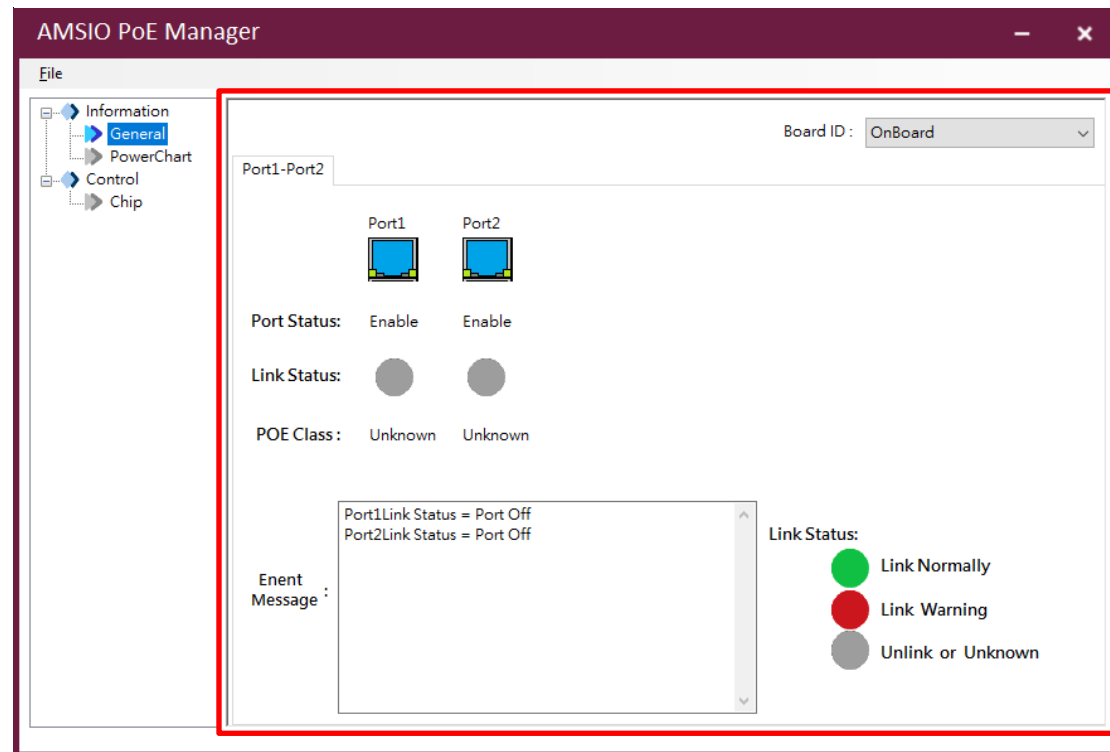 AMSIO PoE Manager
File
Information
General
PowerChart
Control
Chip
Board ID : OnBoard
Port1-Port2
Port1 Port2
Port Status: Enable Enable
Link Status:
POE Class : Unknown Unknown
Enent
Message :
Port1Link Status = Port Off
Port2Link Status = Port Off
Link Status:
Link Normally
Link Warning
Unlink or Unknown